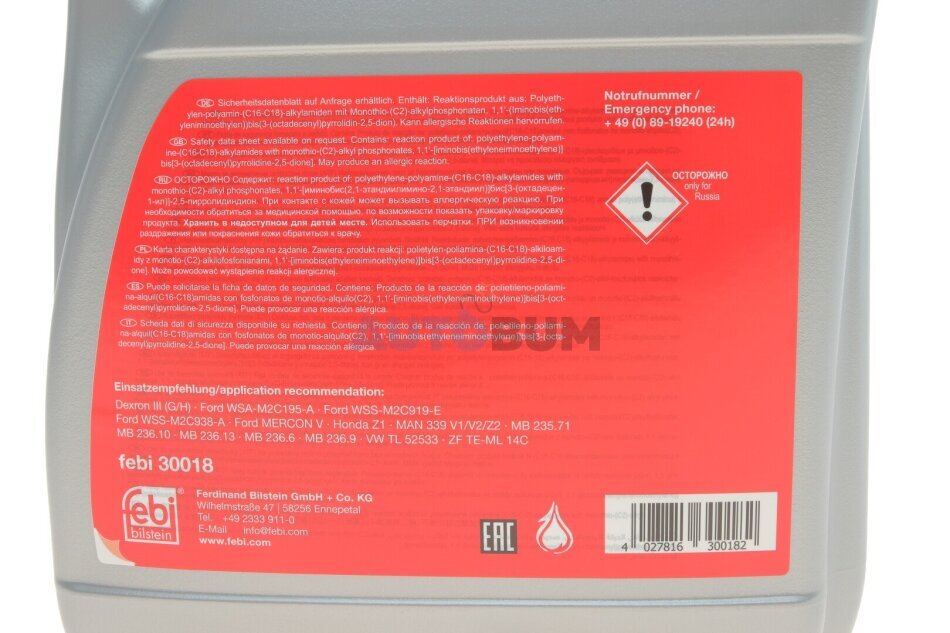 DE Sicherheitsdatenblatt auf Anfrage erhältlich. Enthält: Reaktionsprodukt aus: Polyeth-
ylen-polyamin-(C16-C18)-alkylamiden mit Monothio-(C2)-alkylphosphonaten, 1,1'-(Iminobis(eth-
yleniminoethylen))bis(3-(octadecenyl)pyrrolidin-2,5-dion). Kann allergische Reaktionen hervorrufen.
GB Safety data sheet available on request. Contains: reaction product of: polyethylene-polyam-
ine-(C16-C18)-alkylamides with monothio-(C2)-alkyl phosphonates, 1,1'-[iminobis(ethyleneiminoethylene)]
bis[3-(octadecenyl)pyrrolidine-2,5-dione]. May produce an allergic reaction.
RU ОСТОРОЖНО Содержит: reaction product of: polyethylene-polyamine-(C16-C18)-alkylamides with
monothio-(C2)-alkyl phosphonates, 1,1'-[иминобис(2,1-этандиилимино-2,1-этандиил)]бис[3-(октадецен-
1-ил)]-2,5-пирролидиндион. При контакте с кожей может вызывать аллергическую реакцию. При
необходимости обратиться за медицинской помощью, по возможности показать упаковку/маркировку
продукта. Хранить в недоступном для детей месте. Использовать перчатки. ПРИ возникновении
раздражения или покраснения кожи обратиться к врачу.
PL Karta charakterystyki dostępna na żądanie. Zawiera: produkt reakcji: polietylen-poliamina-(C16-C18)-alkiloam-
idy z monotio-(C2)-alkilofosfonianami, 1,1'-[iminobis(ethyleneiminoethylene)]bis[3-(octadecenyl)pyrrolidine-2,5-di-
one]. Może powodować wystąpienie reakcji alergicznej.
ES Puede solicitarse la ficha de datos de seguridad. Contiene: Producto de la reacción de: polietileno-poliami-
na-alquil(C16-C18)amidas con fosfonatos de monotio-alquilo(C2), 1,1'-[iminobis(ethyleneiminoethylene)]bis[3-(oct-
adecenyl)pyrrolidine-2,5-dione]. Puede provocar una reacción alérgica.
IT Scheda dati di sicurezza disponibile su richiesta. Contiene: Producto de la reacción de: polietileno-poliami-
na-alquil(C16-C18)amidas con fosfonatos de monotio-alquilo(C2), 1,1'-[iminobis(ethyleneiminoethylene)]bis[3-(octa-
decenyl)pyrrolidine-2,5-dione]. Puede provocar una reacción alérgica.
Notrufnummer /
Emergency phone:
+ 49 (0) 89-19240 (24h)
ОСТОРОЖНО
only for
Russia
AUTOBUM
Einsatzempfehlung/application recommendation:
Dexron III (G/H) · Ford WSA-M2C195-A · Ford WSS-M2C919-E
Ford WSS-M2C938-A · Ford MERCON V · Honda Z1 · MAN 339 V1/V2/Z2 · MB 235.71
MB 236.10 · MB 236.13 · MB 236.6 · MB 236.9 · VW TL 52533 · ZF TE-ML 14C
febi 30018
febi®
bilstein
Ferdinand Bilstein GmbH + Co. KG
Wilhelmstraße 47 | 58256 Ennepetal
Tel. +49 2333 911-0
E-Mail info@febi.com
www.febi.com
EAC
4 027816 300182